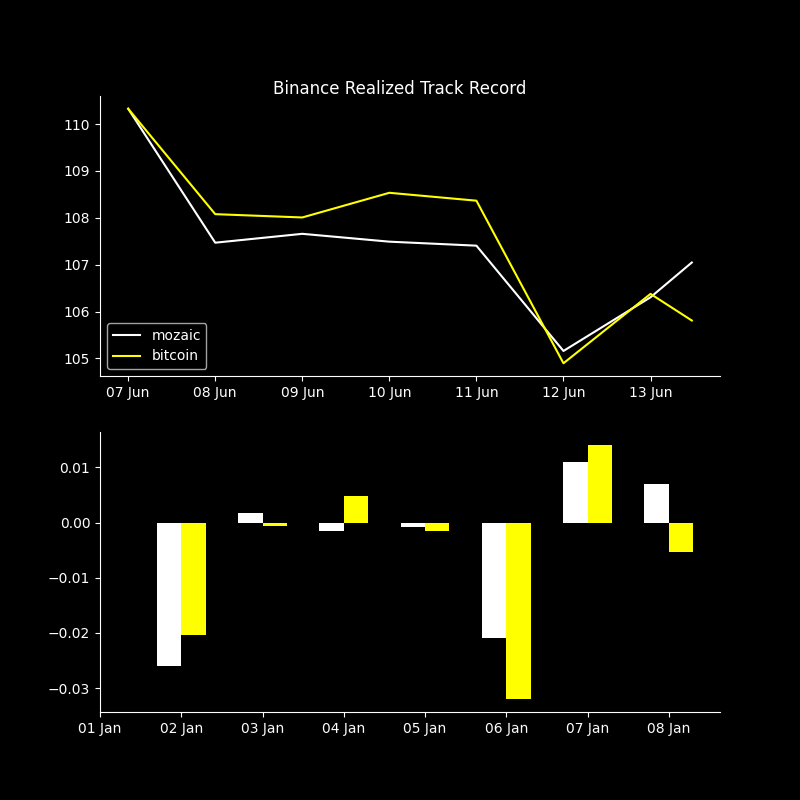 Binance Realized Track Record
110
109
108
107
106
105
mozaic
bitcoin
07 Jun 08 Jun 09 Jun 10 Jun 11 Jun 12 Jun 13 Jun
0.01
0.00
−0.01
−0.02
−0.03
01 Jan 02 Jan 03 Jan 04 Jan 05 Jan 06 Jan 07 Jan 08 Jan